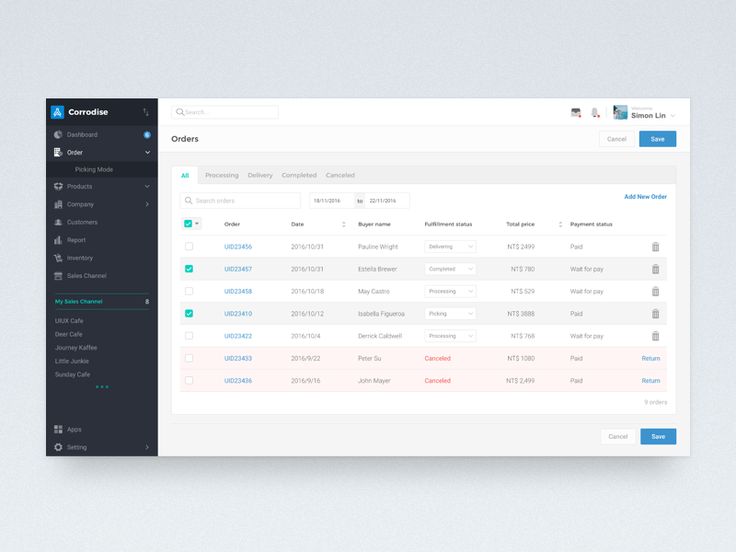 Corrodise
Search...
Welcome
Simon Lin
Dashboard
6
Order
Picking Mode
Products
Company
Customers
Report
Inventory
Sales Channel
My Sales Channel
8
UIUX Cafe
Deer Cafe
Journey Kaffee
Little Junkie
Sunday Cafe
Apps
Setting
Orders
Cancel
Save
All
Processing
Delivery
Completed
Canceled
Search orders
18/11/2016 to 22/11/2016
Add New Order
Order Date Buyer name Fulfillment status Total price Payment status
UID23456 2016/10/31 Pauline Wright Delivering NT$ 2499 Paid
UID23457 2016/10/31 Estella Brewer Completed NT$ 780 Wait for pay
UID23458 2016/10/18 May Castro Processing NT$ 529 Wait for pay
UID23410 2016/10/12 Isabella Figueroa Picking NT$ 3888 Paid
UID23422 2016/10/4 Derrick Caldwell Processing NT$ 768 Wait for pay
UID23433 2016/9/22 Peter Su Canceled NT$ 1080 Paid Return
UID23436 2016/9/16 John Mayer Canceled NT$ 2,499 Paid Return
9 orders
Cancel
Save